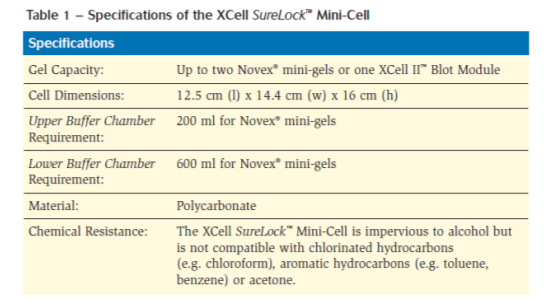 Table 1 – Specifications of the XCell SureLock™ Mini-Cell
Specifications
Gel Capacity: Up to two Novex® mini-gels or one XCell II™ Blot Module
Cell Dimensions: 12.5 cm (l) x 14.4 cm (w) x 16 cm (h)
Upper Buffer Chamber 200 ml for Novex® mini-gels
Requirement:
Lower Buffer Chamber 600 ml for Novex® mini-gels
Requirement:
Material: Polycarbonate
Chemical Resistance: The XCell SureLock™ Mini-Cell is impervious to alcohol but
is not compatible with chlorinated hydrocarbons
(e.g. chloroform), aromatic hydrocarbons (e.g. toluene,
benzene) or acetone.